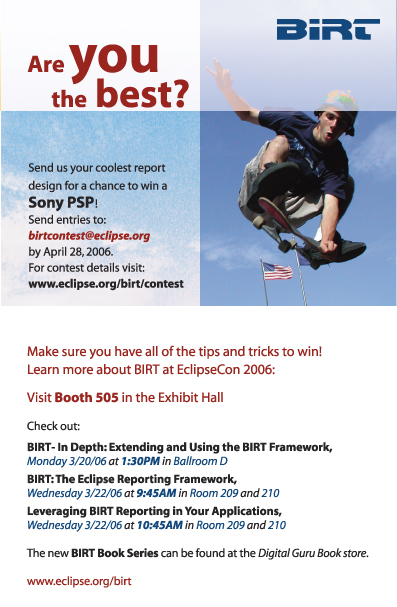 BIRT
Are you
the best?
Send us your coolest report
design for a chance to win a
Sony PSP!
Send entries to:
birtcontest@eclipse.org
by April 28, 2006.
For contest details visit:
www.eclipse.org/birt/contest
Make sure you have all of the tips and tricks to win!
Learn more about BIRT at EclipseCon 2006:
Visit Booth 505 in the Exhibit Hall
Check out:
BIRT- In Depth: Extending and Using the BIRT Framework,
Monday 3/20/06 at 1:30PM in Ballroom D
BIRT: The Eclipse Reporting Framework,
Wednesday 3/22/06 at 9:45AM in Room 209 and 210
Leveraging BIRT Reporting in Your Applications,
Wednesday 3/22/06 at 10:45AM in Room 209 and 210
The new BIRT Book Series can be found at the Digital Guru Book store.
www.eclipse.org/birt